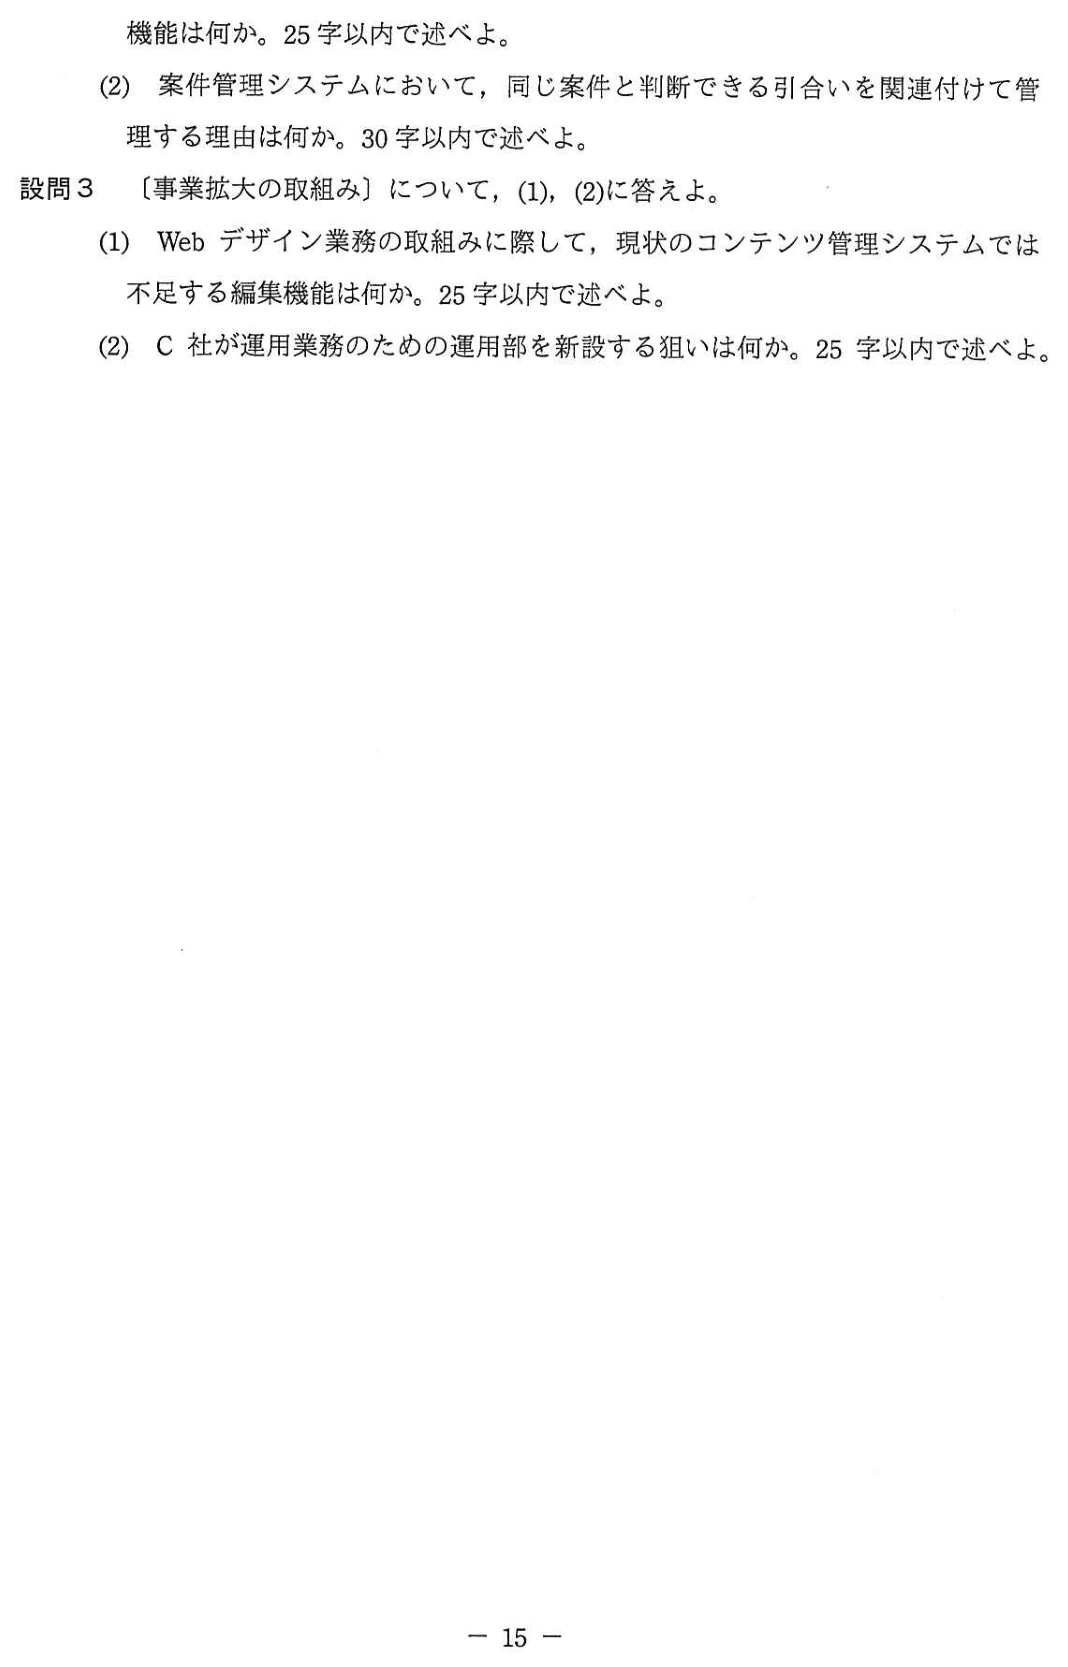 機能は何か。25 字以内で述べよ。
(2) 案件管理システムにおいて，同じ案件と判断できる引合いを関連付けて管
理する理由は何か。30 字以内で述べよ。
設問３ 〔事業拡大の取組み〕について，(1)，(2)に答えよ。
(1) Web デザイン業務の取組みに際して，現状のコンテンツ管理システムでは
不足する編集機能は何か。25 字以内で述べよ。
(2) C 社が運用業務のための運用部を新設する狙いは何か。25 字以内で述べよ。
－ 15 －